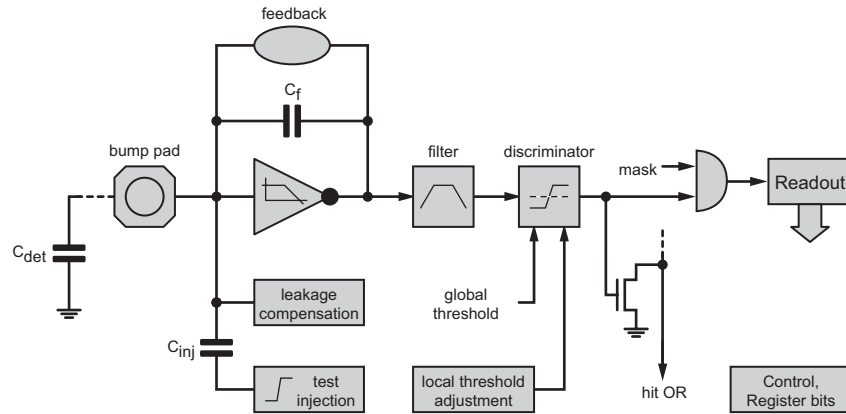 feedback
Cf
bump pad
filter
discriminator
mask
Readout
Cdet
leakage
compensation
global
threshold
Cinj
test
injection
local threshold
adjustment
hit OR
Control,
Register bits